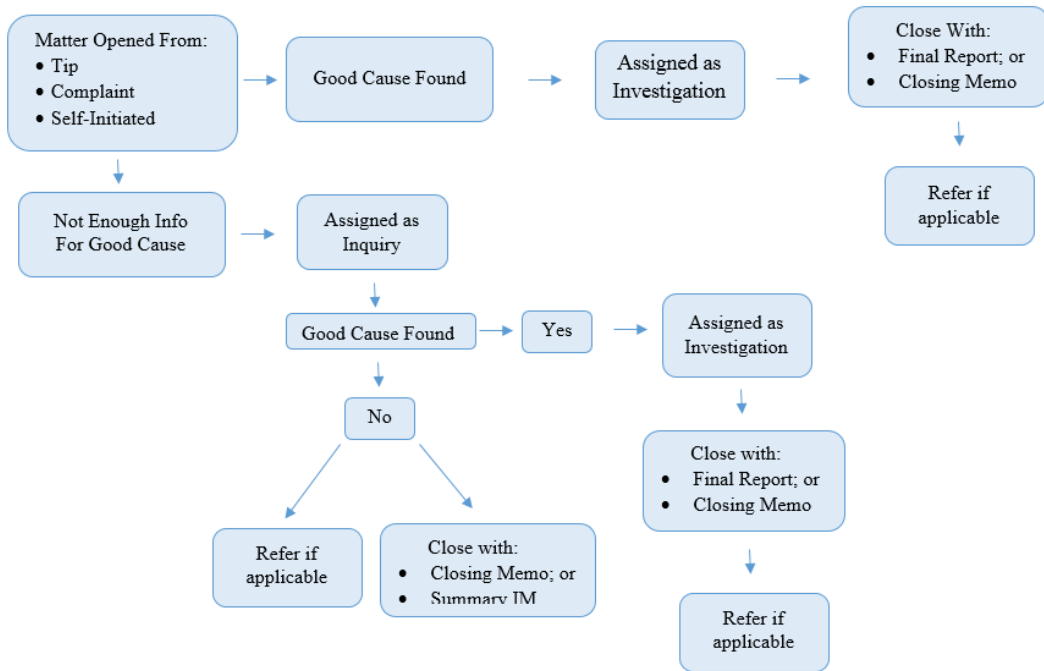 Matter Opened From:
• Tip
• Complaint
• Self-Initiated
Good Cause Found
Assigned as
Investigation
Close With:
• Final Report; or
• Closing Memo
Refer if
applicable
Not Enough Info
For Good Cause
Assigned as
Inquiry
Good Cause Found
Yes
Assigned as
Investigation
No
Close with:
• Final Report; or
• Closing Memo
Refer if
applicable
Close with:
• Closing Memo; or
• Summary IM
Refer if
applicable